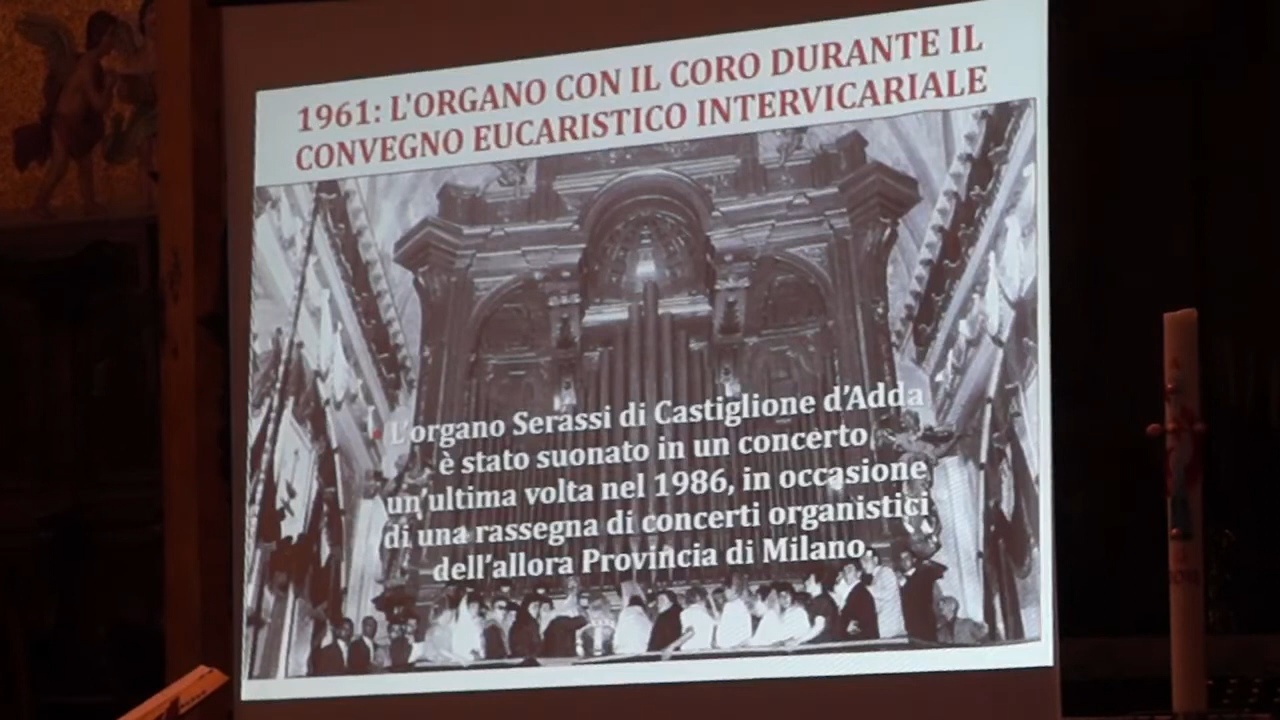 1961: L'ORGANO CON IL CORO DURANTE IL
CONVEGNO EUCARISTICO INTERVICARIALE
L'organo Serassi di Castiglione d'Adda
è stato suonato in un concerto
un'ultima volta nel 1986, in occasione
di una rassegna di concerti organistici
dell'allora Provincia di Milano.